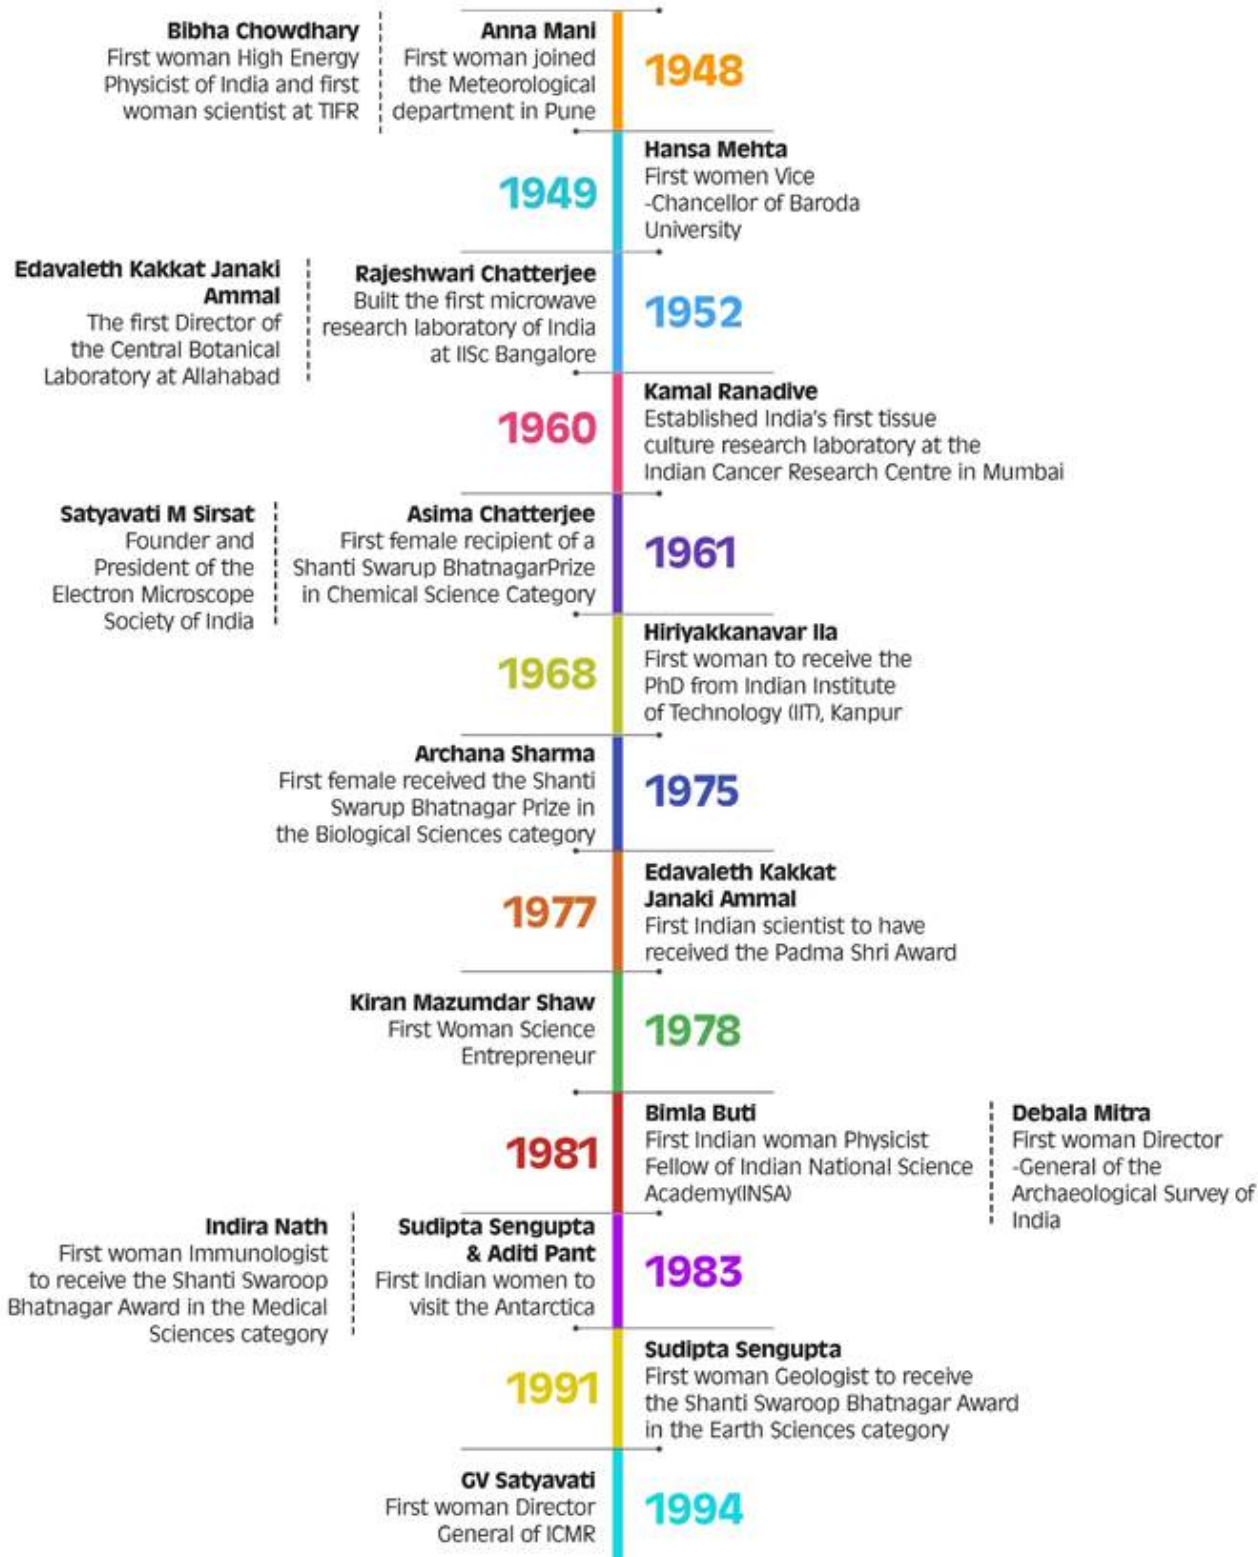 Bibha Chowdhary
First woman High Energy
Physicist of India and first
woman scientist at TIFR
Anna Mani
First woman joined
the Meteorological
department in Pune
1948
1949
Hansa Mehta
First women Vice
-Chancellor of Baroda
University
Edavaleth Kakkat Janaki
Ammal
The first Director of
the Central Botanical
Laboratory at Allahabad
Rajeshwari Chatterjee
Built the first microwave
research laboratory of India
at IISc Bangalore
1952
1960
Kamal Ranadive
Established India's first tissue
culture research laboratory at the
Indian Cancer Research Centre in Mumbai
Satyavati M Sirsat
Founder and
President of the
Electron Microscope
Society of India
Asima Chatterjee
First female recipient of a
Shanti Swarup BhatnagarPrize
in Chemical Science Category
1961
1968
Hiriyakkanavar Ila
First woman to receive the
PhD from Indian Institute
of Technology (IIT), Kanpur
Archana Sharma
First female received the Shanti
Swarup Bhatnagar Prize in
the Biological Sciences category
1975
1977
Edavaleth Kakkat
Janaki Ammal
First Indian scientist to have
received the Padma Shri Award
Kiran Mazumdar Shaw
First Woman Science
Entrepreneur
1978
1981
Bimla Buti
First Indian woman Physicist
Fellow of Indian National Science
Academy(INSA)
Debala Mitra
First woman Director
-General of the
Archaeological Survey of
India
Indira Nath
First woman Immunologist
to receive the Shanti Swaroop
Bhatnagar Award in the Medical
Sciences category
Sudipta Sengupta
& Aditi Pant
First Indian women to
visit the Antarctica
1983
1991
Sudipta Sengupta
First woman Geologist to receive
the Shanti Swaroop Bhatnagar Award
in the Earth Sciences category
GV Satyavati
First woman Director
General of ICMR
1994